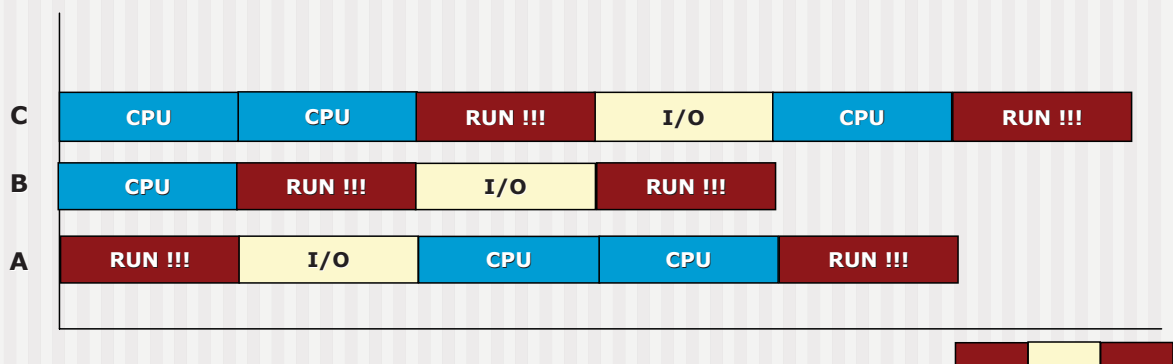 C CPU CPU RUN !!! I/O CPU RUN !!!
B CPU RUN !!! I/O RUN !!!
A RUN !!! I/O CPU CPU RUN !!!